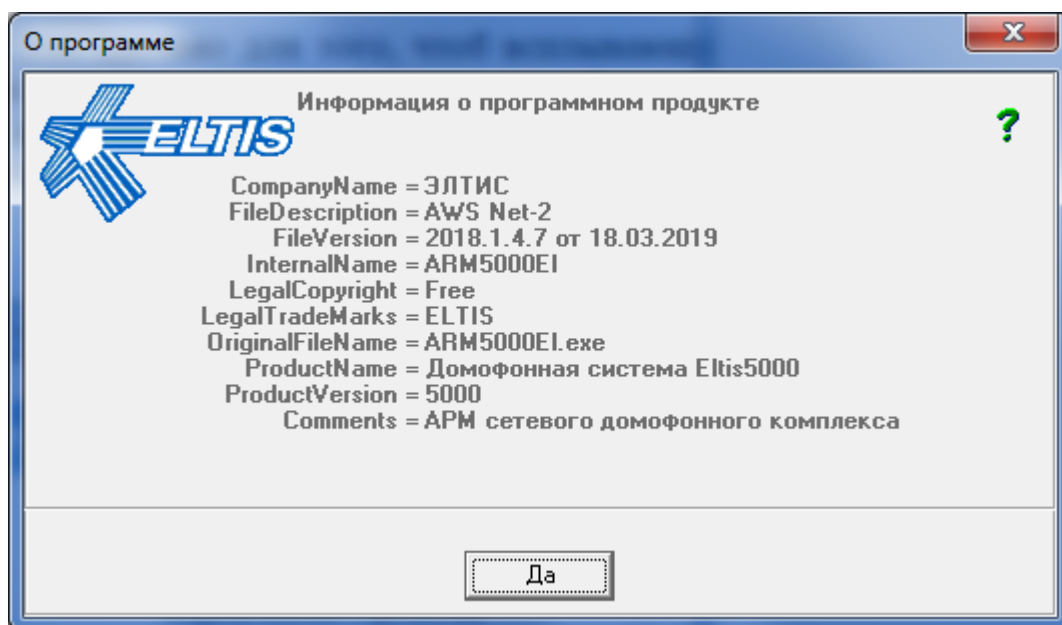 О программе
Информация о программном продукте
ELTIS
?
CompanyName = ЭЛТИС
FileDescription = AWS Net-2
FileVersion = 2018.1.4.7 от 18.03.2019
InternalName = ARM5000EI
LegalCopyright = Free
LegalTradeMarks = ELTIS
OriginalFileName = ARM5000EI.exe
ProductName = Домофонная система Eltis5000
ProductVersion = 5000
Comments = АРМ сетевого домофонного комплекса
Да